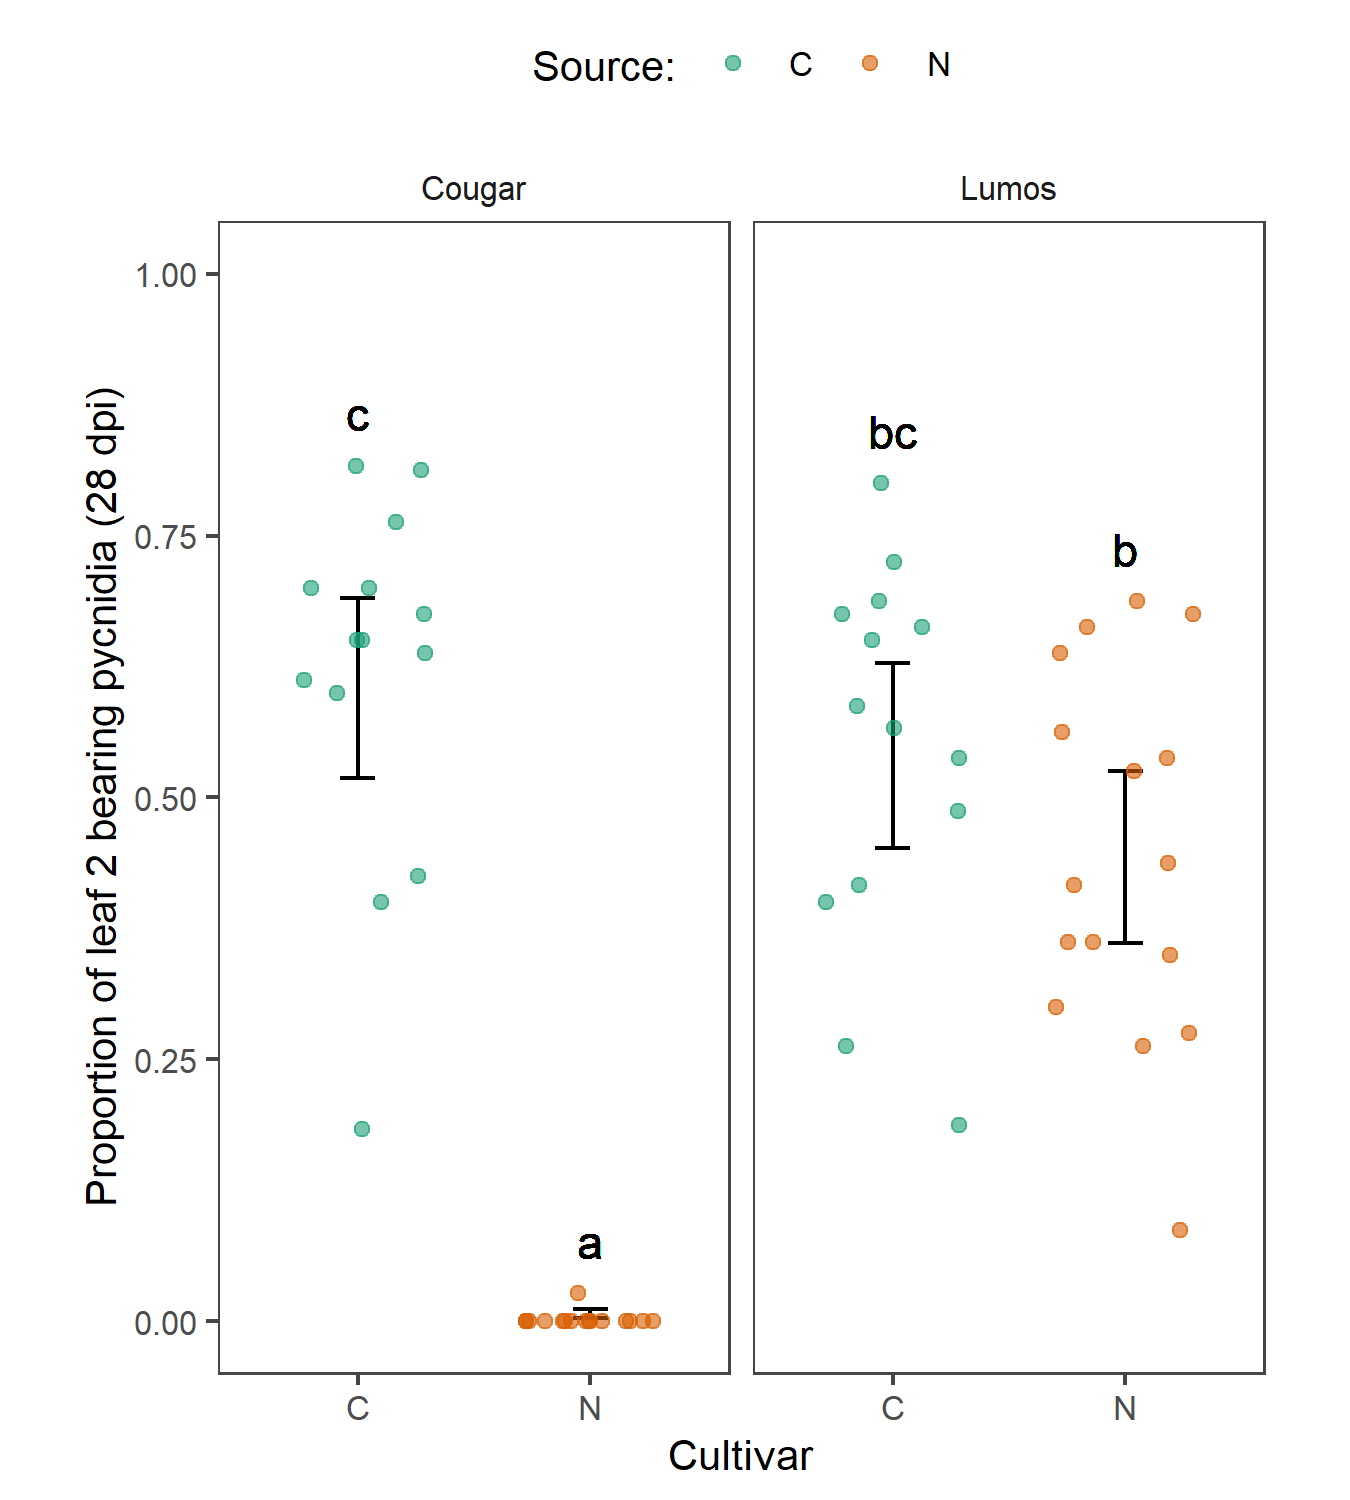 Source: C N
Cougar Lumos
Proportion of leaf 2 bearing pycnidia (28 dpi)
1.00
0.75
0.50
0.25
0.00
c
a
bc
b
C N C N
Cultivar